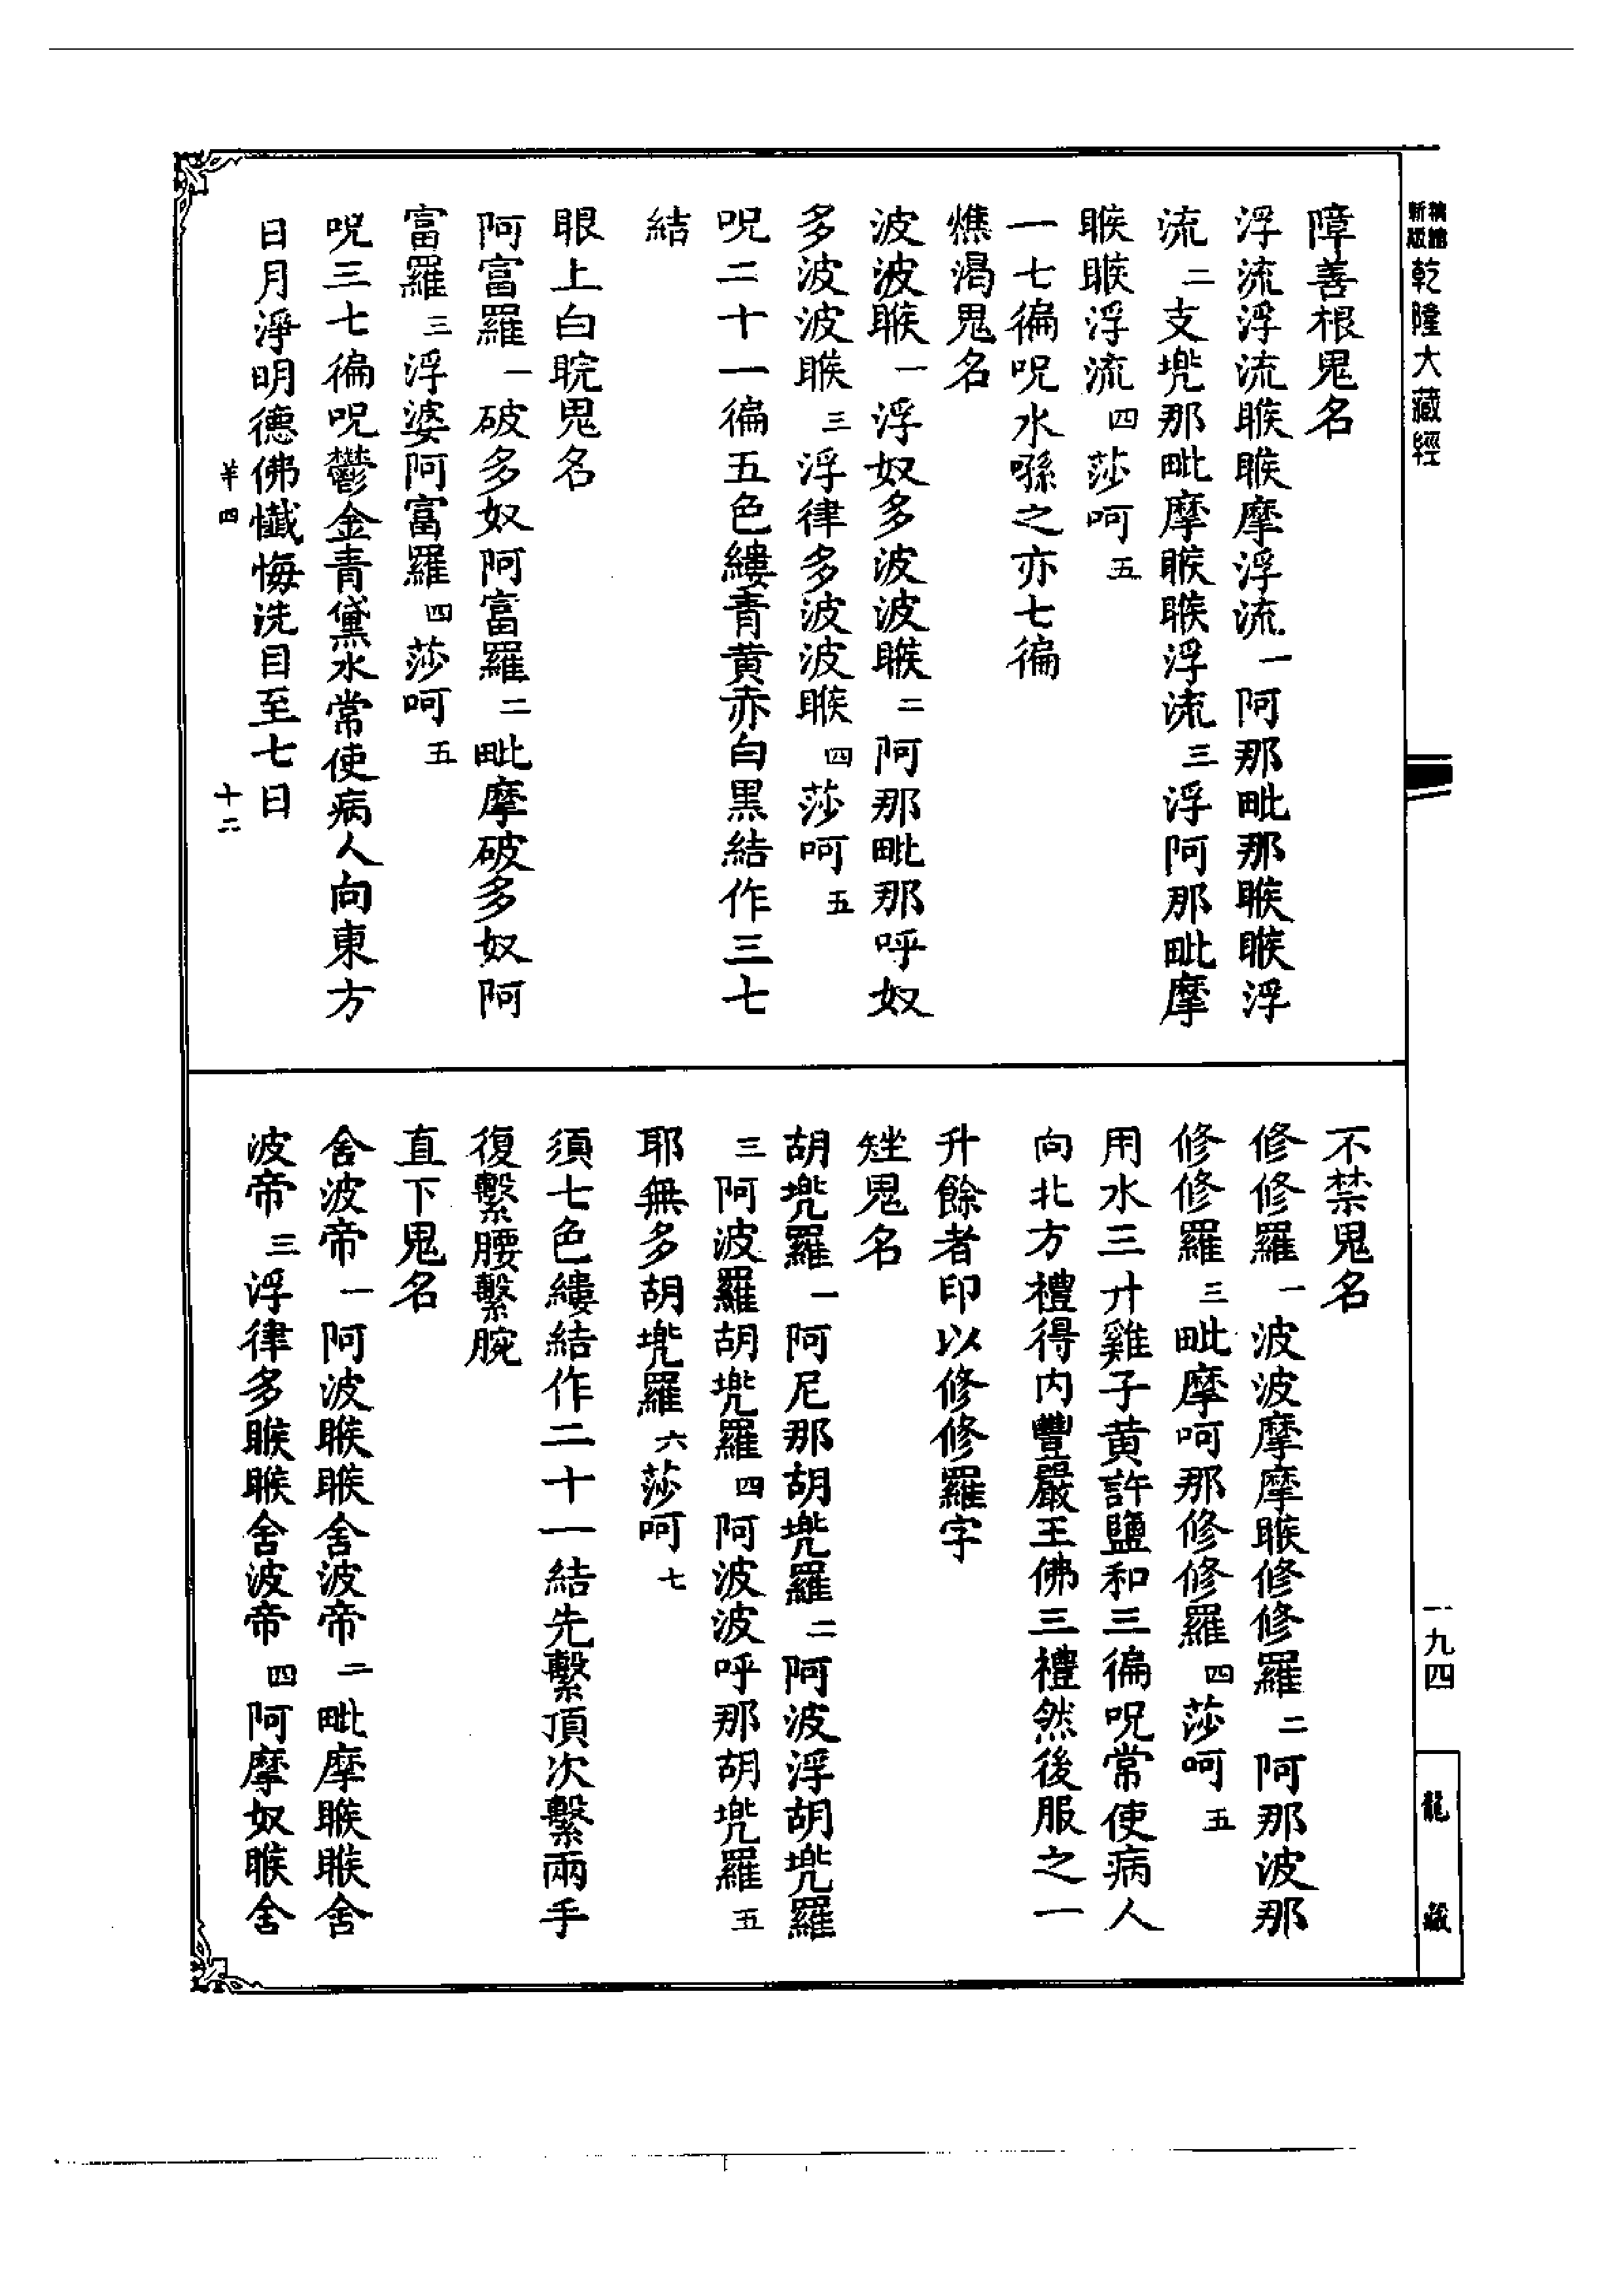 乾隆大藏經
障善根鬼名
浮流浮流睺睺摩浮流一阿那毗那睺睺浮
流二支兠那毗摩睺睺浮流三浮阿那毗摩
睺睺浮流四莎呵五
一七徧呪水噀之亦七徧
燋渴鬼名
波波睺一浮奴多波波睺二阿那毗那呼奴
多波波睺三浮律多波波睺四莎呵五
呪二十一徧五色縷青黃赤白黑結作三七
結
眼上白睆鬼名
阿富羅一破多奴阿富羅二毗摩破多奴阿
富羅三浮婆阿富羅四莎呵五
呪三七徧呪鬱金青黛水常使病人向東方
日月淨明德佛懺悔洗目至七日
羊四 十二
不禁鬼名
修修羅一波波摩摩睺修修羅二阿那波那
修修羅三毗摩呵那修修羅四莎呵五
用水三廾雞子黃許鹽和三徧呪常使病人
向北方禮得內豐嚴王佛三禮然後服之一
升餘者印以修修羅字
矬鬼名
胡兠羅一阿尼那胡兠羅二阿波浮胡兠羅
三阿波羅胡兠羅四阿波波呼那胡兠羅五
耶無多胡兠羅六莎呵七
須七色縷結作二十一結先繫頂次繫兩手
復繫腰繫腕
直下鬼名
舍波帝一阿波睺睺舍波帝二毗摩睺睺舍
波帝三浮律多睺睺舍波帝四阿摩奴睺舍
一九四
龍藏